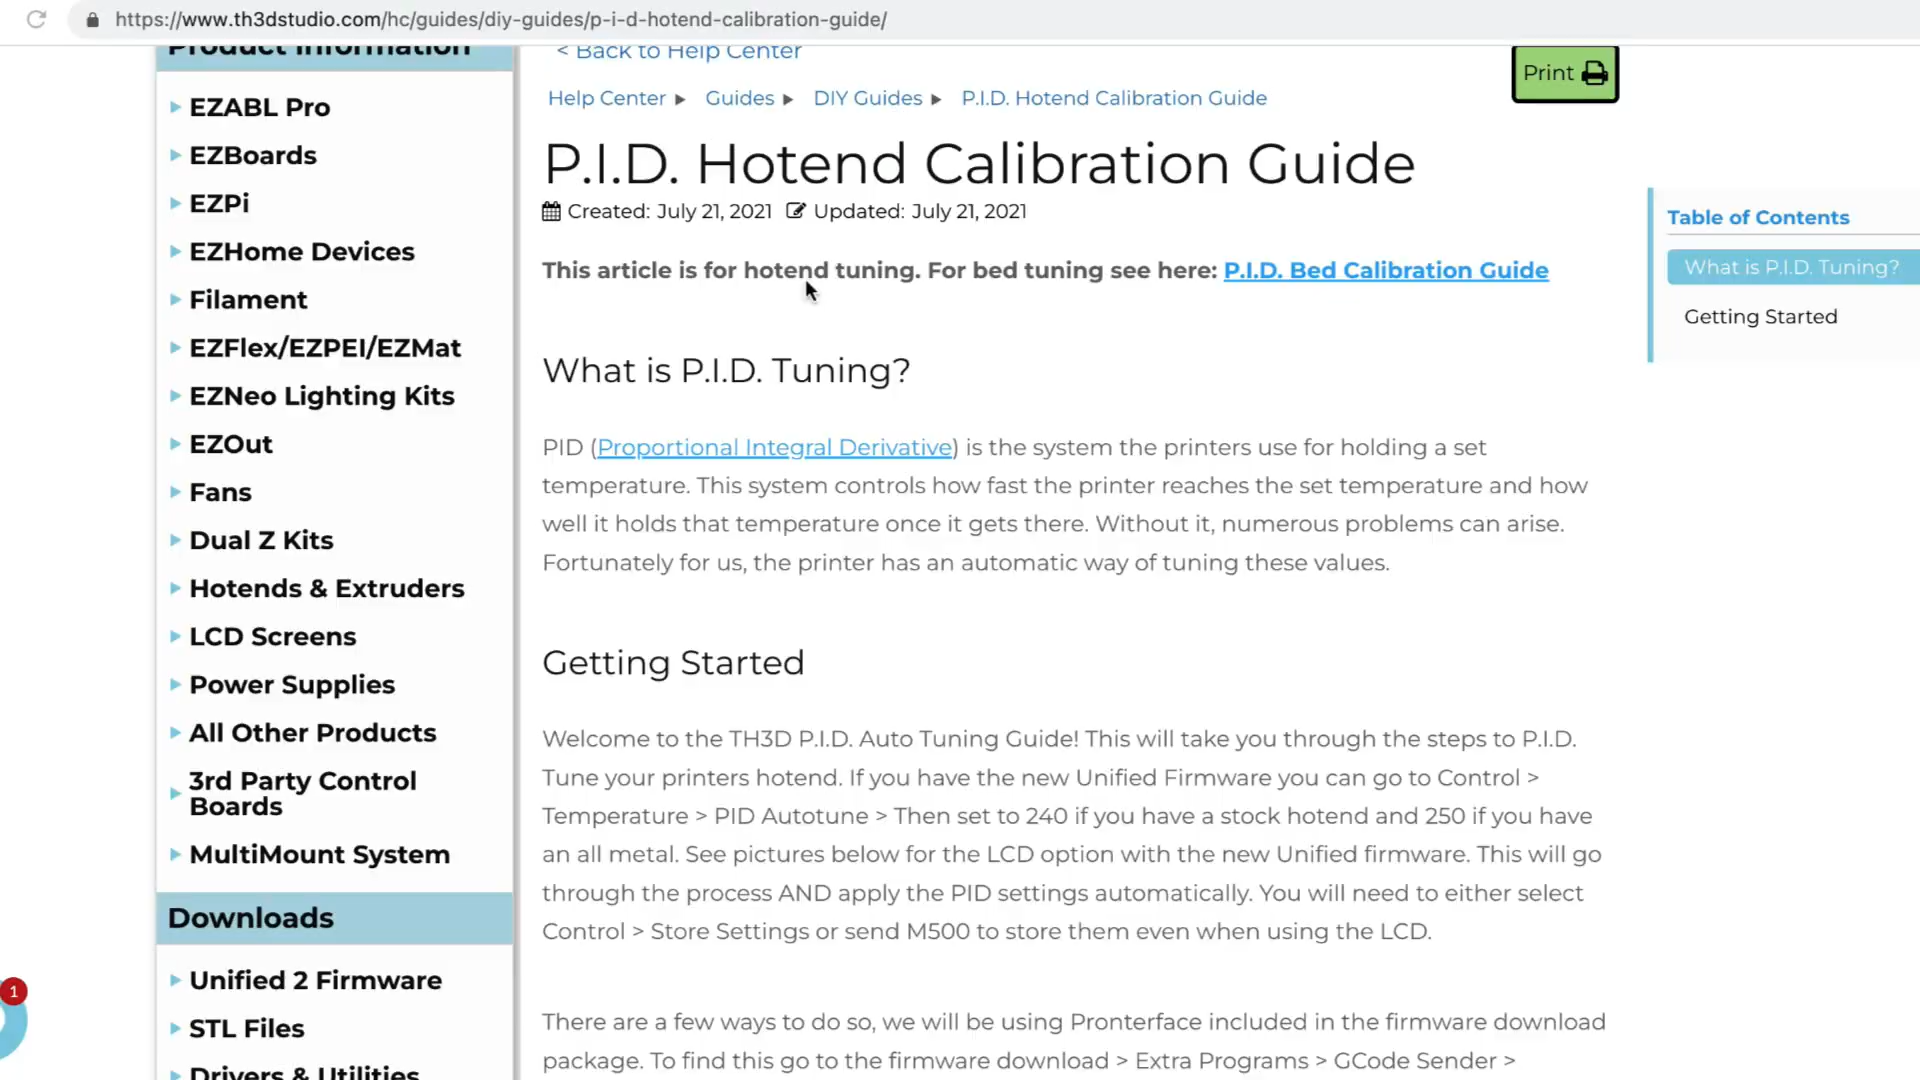 https://www.th3dstudio.com/hc/guides/diy-guides/p-i-d-hotend-calibration-guide/
Product Information
EZABL Pro
EZBoards
EZPi
EZHome Devices
Filament
EZFlex/EZPEI/EZMat
EZNeo Lighting Kits
EZOut
Fans
Dual Z Kits
Hotends & Extruders
LCD Screens
Power Supplies
All Other Products
3rd Party Control
Boards
MultiMount System
Downloads
Unified 2 Firmware
STL Files
Drivers & Utilities
1
< Back to Help Center
Print
Help Center ▶ Guides ▶ DIY Guides ▶ P.I.D. Hotend Calibration Guide
P.I.D. Hotend Calibration Guide
Created: July 21, 2021 Updated: July 21, 2021
This article is for hotend tuning. For bed tuning see here: P.I.D. Bed Calibration Guide
What is P.I.D. Tuning?
PID (Proportional Integral Derivative) is the system the printers use for holding a set
temperature. This system controls how fast the printer reaches the set temperature and how
well it holds that temperature once it gets there. Without it, numerous problems can arise.
Fortunately for us, the printer has an automatic way of tuning these values.
Getting Started
Welcome to the TH3D P.I.D. Auto Tuning Guide! This will take you through the steps to P.I.D.
Tune your printers hotend. If you have the new Unified Firmware you can go to Control >
Temperature > PID Autotune > Then set to 240 if you have a stock hotend and 250 if you have
an all metal. See pictures below for the LCD option with the new Unified firmware. This will go
through the process AND apply the PID settings automatically. You will need to either select
Control > Store Settings or send M500 to store them even when using the LCD.
There are a few ways to do so, we will be using Pronterface included in the firmware download
package. To find this go to the firmware download > Extra Programs > GCode Sender >
Table of Contents
What is P.I.D. Tuning?
Getting Started